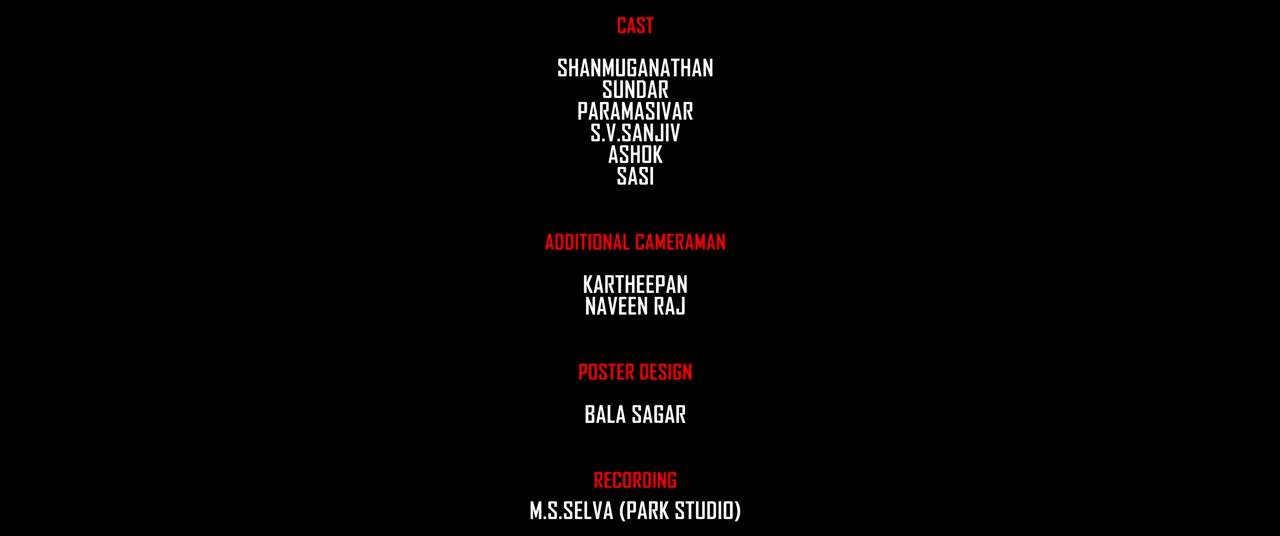 CAST
SHANMUGANATHAN
SUNDAR
PARAMASIVAR
S.V.SANJIV
ASHOK
SASI
ADDITIONAL CAMERAMAN
KARTHEEPAN
NAVEEN RAJ
POSTER DESIGN
BALA SAGAR
RECORDING
M.S.SELVA (PARK STUDIO)